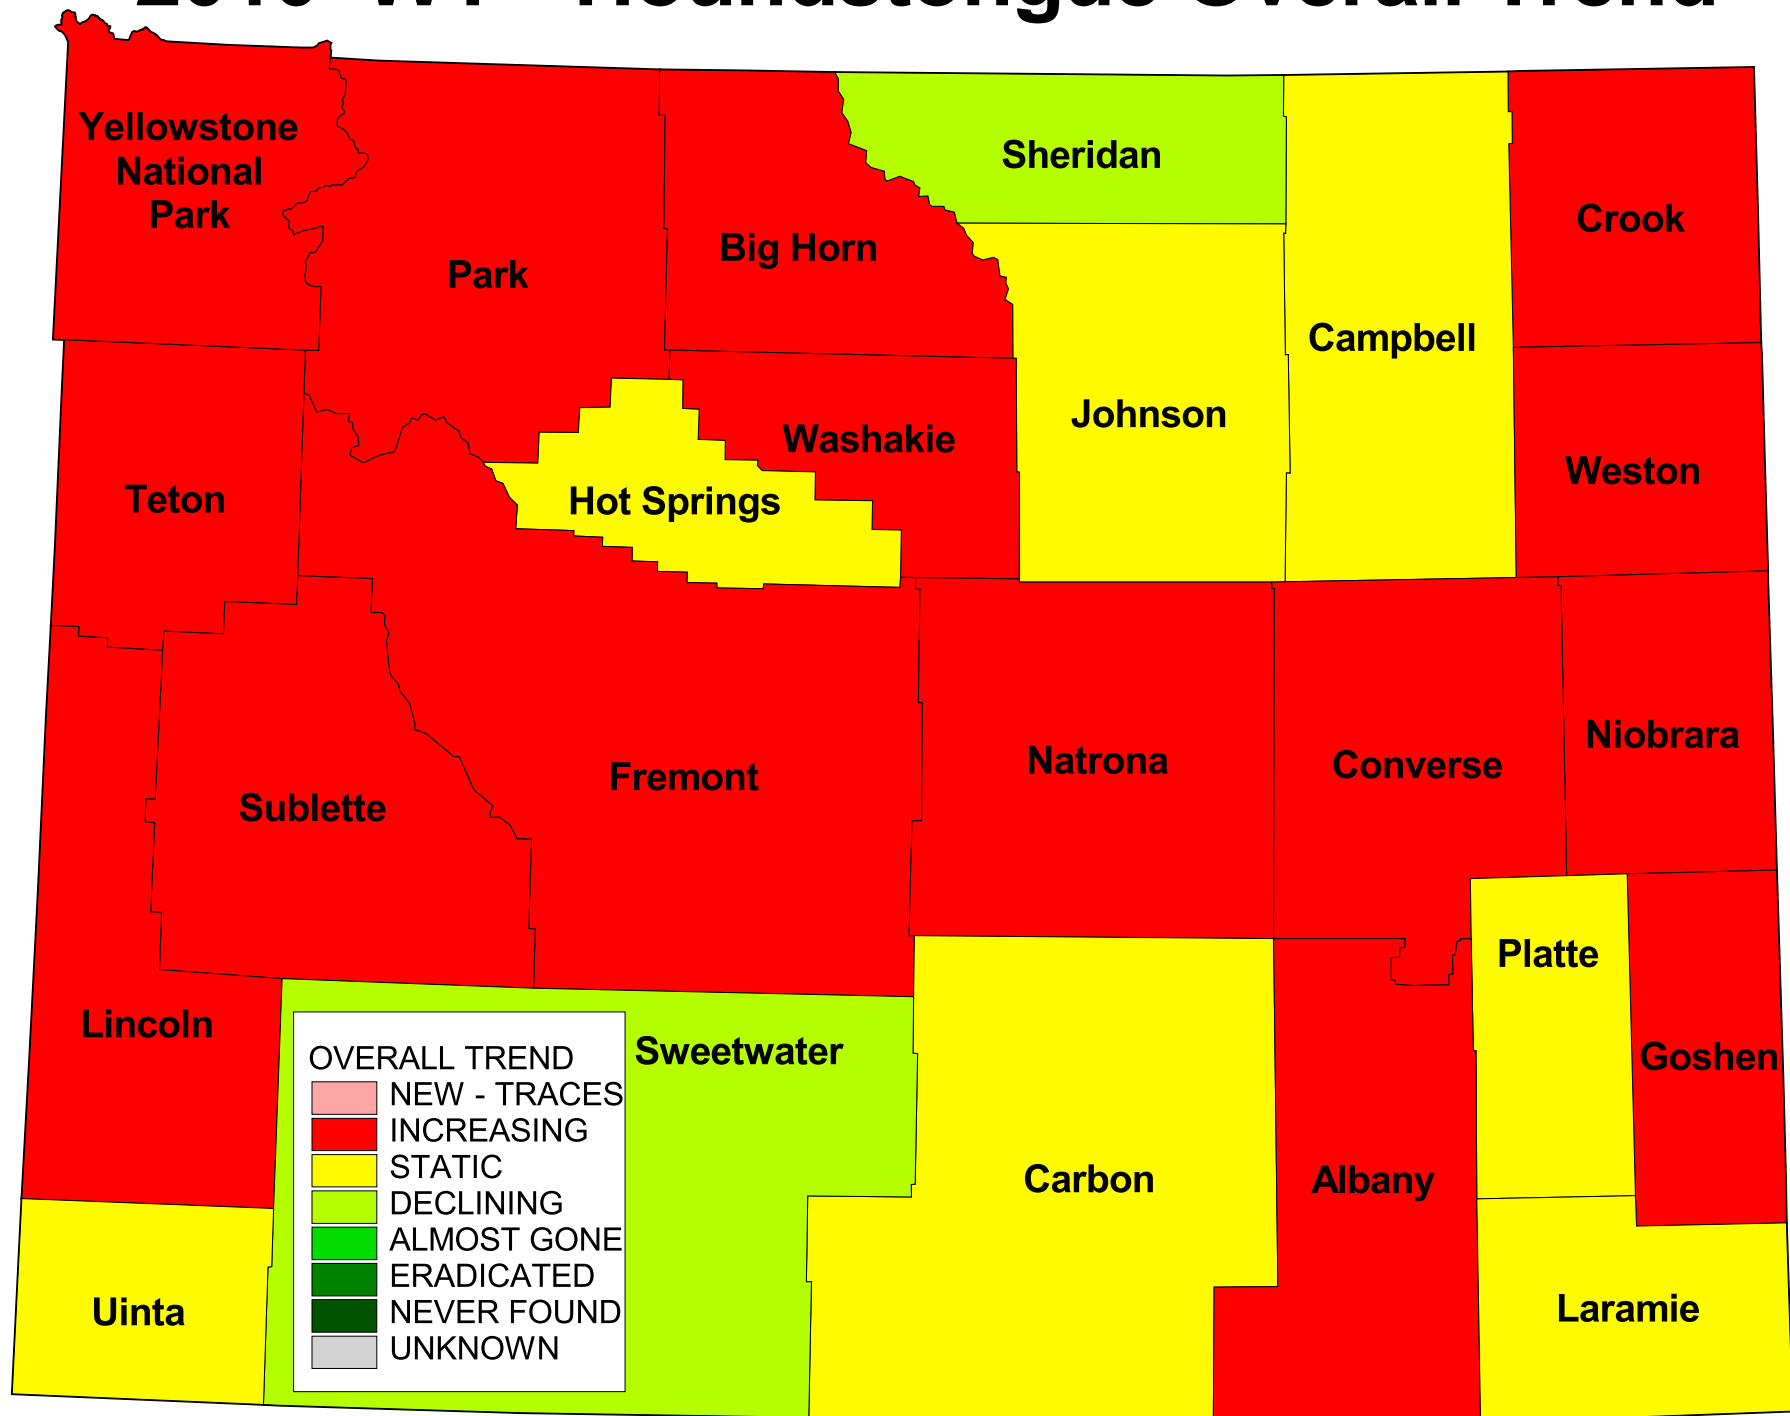 Yellowstone
National
Park
Park
Big Horn
Sheridan
Campbell
Crook
Teton
Hot Springs
Washakie
Johnson
Weston
Sublette
Fremont
Natrona
Converse
Niobrara
Lincoln
Sweetwater
Carbon
Albany
Platte
Goshen
Uinta
Laramie
OVERALL TREND
NEW - TRACES
INCREASING
STATIC
DECLINING
ALMOST GONE
ERADICATED
NEVER FOUND
UNKNOWN